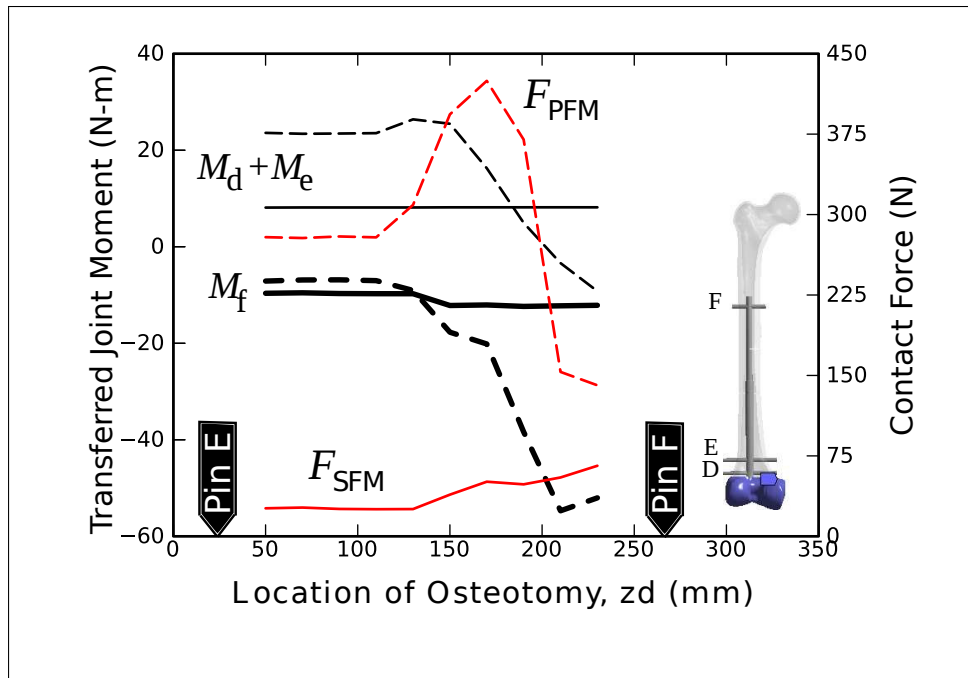 40
20
0
−20
−40
−60
Transferred Joint Moment (N-m)
450
375
300
225
150
75
0
Contact Force (N)
F_PFM
M_d + M_e
M_f
F_SFM
Pin E
Pin F
F
E
D
0 50 100 150 200 250 300 350
Location of Osteotomy, zd (mm)